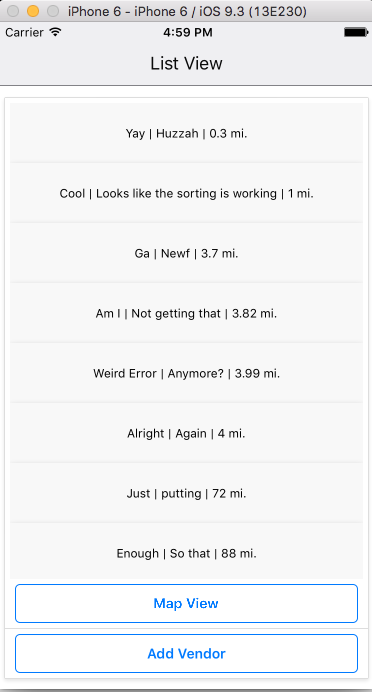 iPhone 6 - iPhone 6 / iOS 9.3 (13E230)
Carrier 4:59 PM
List View
Yay | Huzzah | 0.3 mi.
Cool | Looks like the sorting is working | 1 mi.
Ga | Newf | 3.7 mi.
Am I | Not getting that | 3.82 mi.
Weird Error | Anymore? | 3.99 mi.
Alright | Again | 4 mi.
Just | putting | 72 mi.
Enough | So that | 88 mi.
Map View
Add Vendor